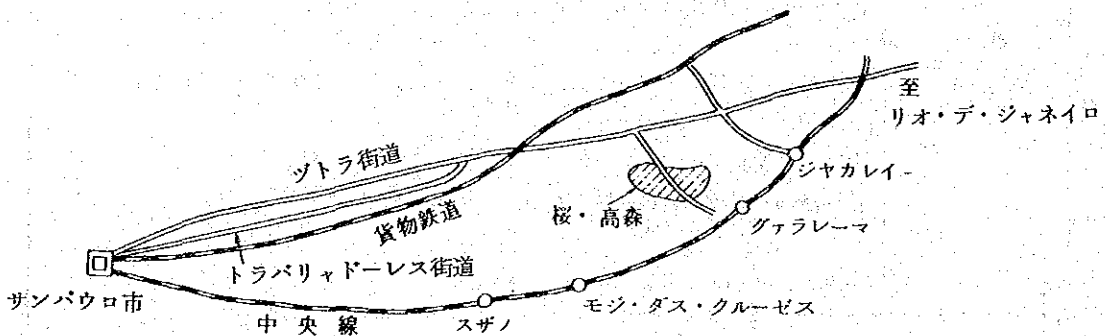 至
リオ・デ・ジャネイロ
ヅトラ街道
ジャカレイ
桜・高森
グァラレーマ
貨物鉄道
トラバリャドーレス街道
サンパウロ市
モジ・ダス・クルーゼス
スザノ
中央線